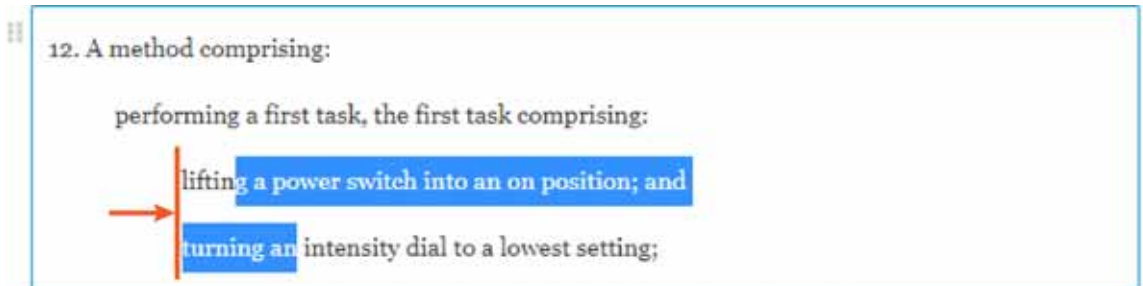 12. A method comprising:
performing a first task, the first task comprising:
lifting a power switch into an on position; and
turning an intensity dial to a lowest setting;